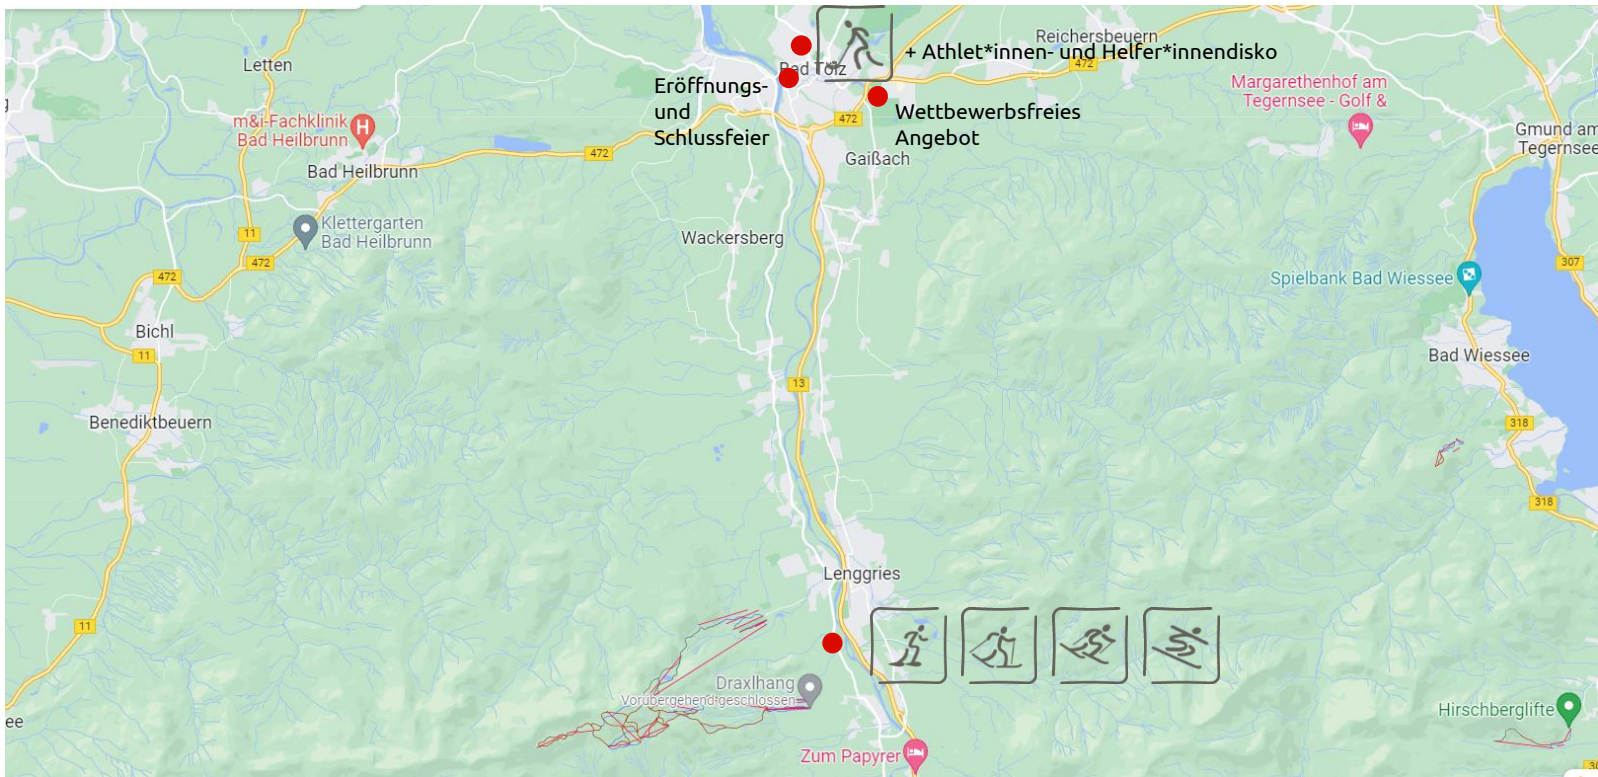 Reichersbeuern
+ Athlet*innen- und Helfer*innendisko
Letten
472
Bad Tölz
Eröffnungs-
und
Schlussfeier
Margarethenhof am
Tegernsee - Golf &
Wettbewerbsfreies
Angebot
m&i-Fachklinik
Bad Heilbrunn
H
472
Gmund am
Tegernsee
472
Gaißach
Bad Heilbrunn
Klettergarten
Bad Heilbrunn
11
Wackersberg
472
307
472
Spielbank Bad Wiessee
Bichl
11
Bad Wiessee
13
Benediktbeuern
318
318
Lenggries
11
Draxlhang
Vorübergehend geschlossen
Hirschberglifte
ee
Zum Papyrer